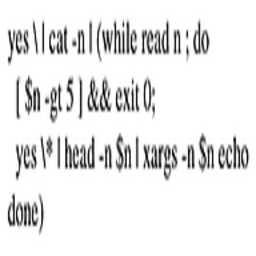 yes \ | cat -n | (while read n ; do
[ $n -gt 5 ] && exit 0;
yes \* | head -n $n | xargs -n $n echo
done)